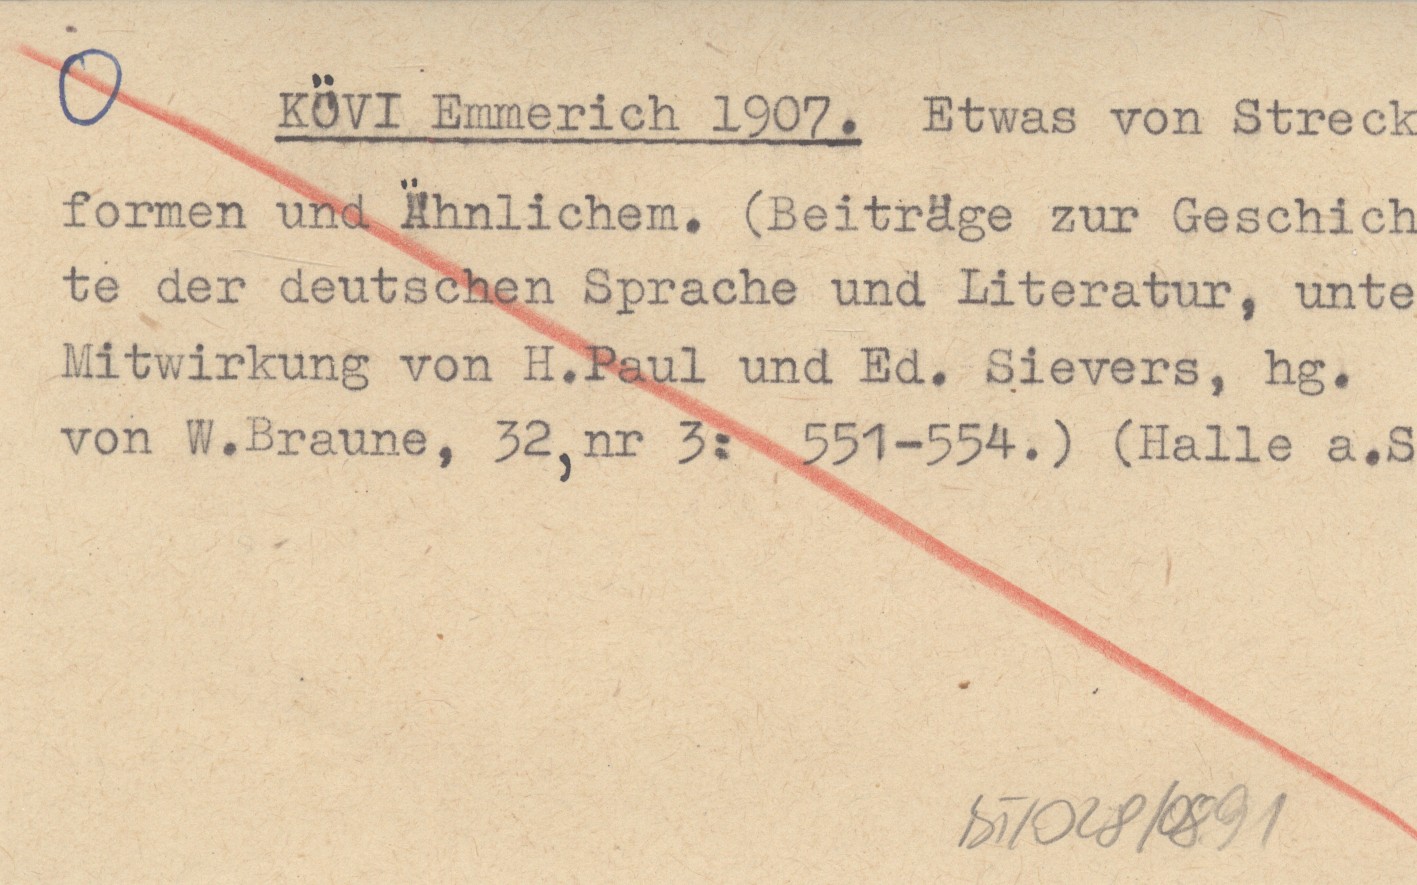 KÖVI Emmerich 1907. Etwas von Streck
formen und Ähnlichem. (Beiträge zur Geschich
te der deutschen Sprache und Literatur, unte
Mitwirkung von H.Paul und Ed. Sievers, hg.
von W.Braune, 32,nr 3: 551-554.) (Halle a.S